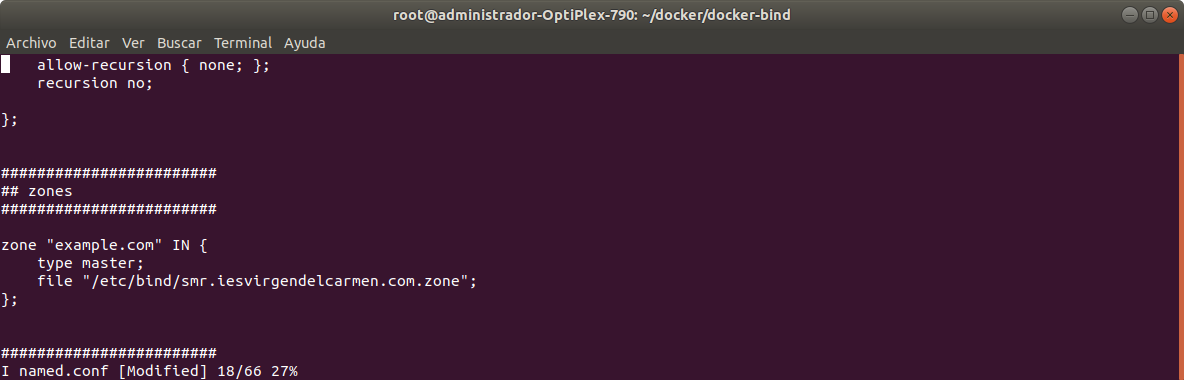 root@administrador-OptiPlex-790: ~/docker/docker-bind
Archivo Editar Ver Buscar Terminal Ayuda
    allow-recursion { none; };
    recursion no;
};
########################
## zones
########################
zone "example.com" IN {
    type master;
    file "/etc/bind/smr.iesvirgendelcarmen.com.zone";
};
########################
I named.conf [Modified] 18/66 27%